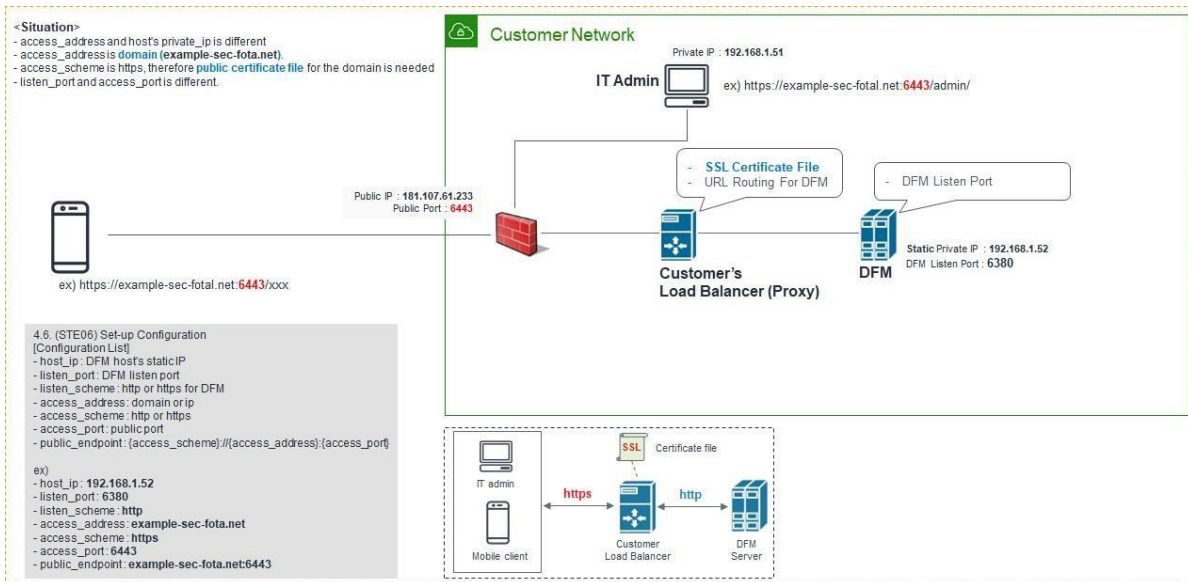 <Situation>
- access_address and host's private_ip is different
- access_address is domain (example-sec-fota.net).
- access_scheme is https, therefore public certificate file for the domain is needed
- listen_port and access_port is different.
Customer Network
Private IP : 192.168.1.51
IT Admin
ex) https://example-sec-fotal.net:6443/admin/
- SSL Certificate File
- URL Routing For DFM
- DFM Listen Port
Public IP : 181.107.61.233
Public Port : 6443
ex) https://example-sec-fotal.net:6443/xxx
Customer's
Load Balancer (Proxy)
DFM
Static Private IP : 192.168.1.52
DFM Listen Port : 6380
4.6. (STE06) Set-up Configuration
[Configuration List]
- host_ip : DFM host's static IP
- listen_port : DFM listen port
- listen_scheme : http or https for DFM
- access_address : domain or ip
- access_scheme : http or https
- access_port : public port
- public_endpoint : {access_scheme}://{access_address}:{access_port}
ex)
- host_ip : 192.168.1.52
- listen_port : 6380
- listen_scheme : http
- access_address : example-sec-fota.net
- access_scheme : https
- access_port : 6443
- public_endpoint : example-sec-fota.net:6443
SSL
Certificate file
IT admin
https
http
Mobile client
Customer
Load Balancer
DFM
Server